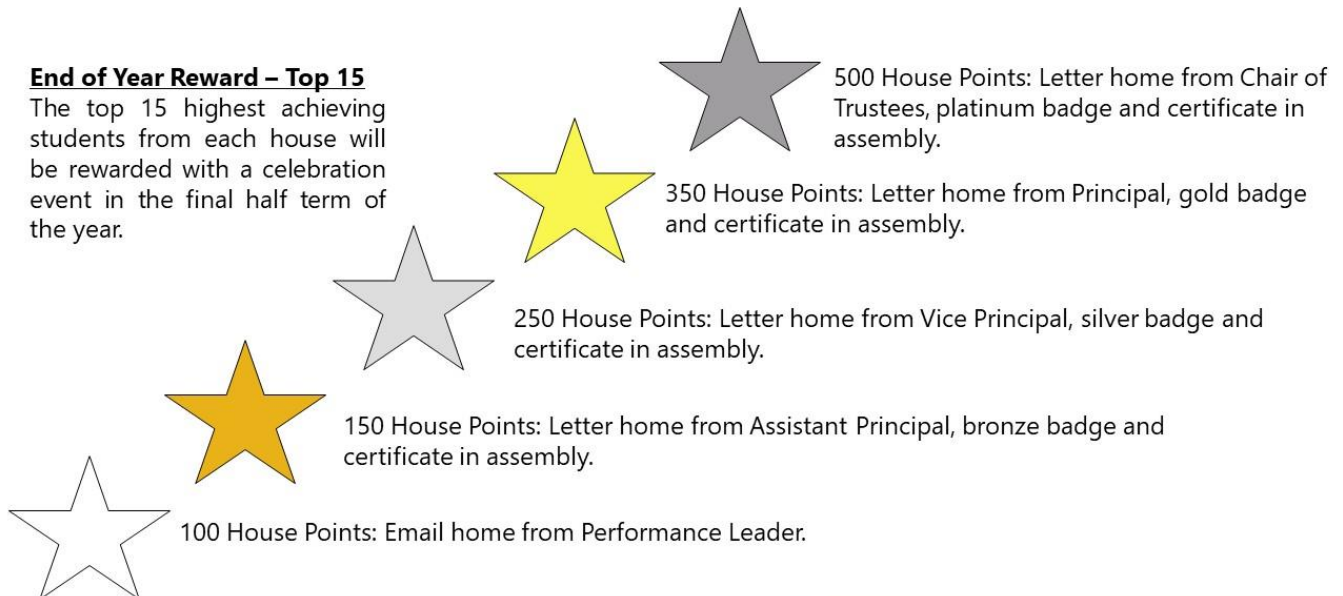 End of Year Reward – Top 15
The top 15 highest achieving
students from each house will
be rewarded with a celebration
event in the final half term of
the year.
500 House Points: Letter home from Chair of
Trustees, platinum badge and certificate in
assembly.
350 House Points: Letter home from Principal, gold badge
and certificate in assembly.
250 House Points: Letter home from Vice Principal, silver badge and
certificate in assembly.
150 House Points: Letter home from Assistant Principal, bronze badge and
certificate in assembly.
100 House Points: Email home from Performance Leader.